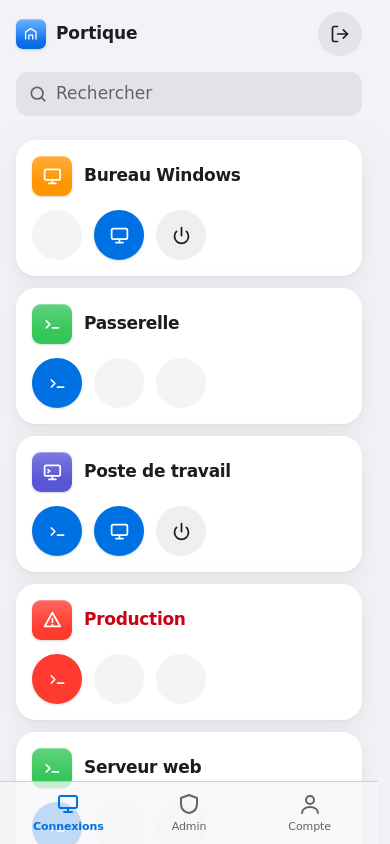 Portique
Rechercher
Bureau Windows
Passerelle
Poste de travail
Production
Serveur web
Connexions
Admin
Compte